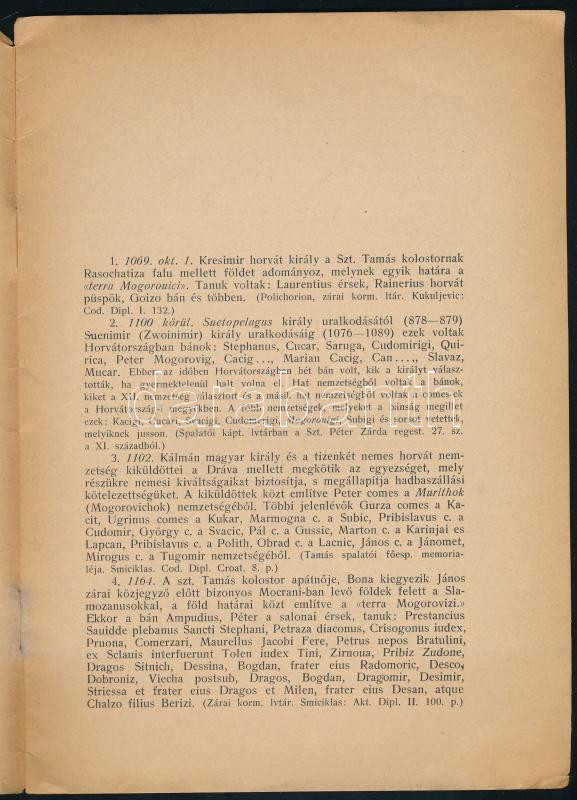 1. 1069. okt. 1. Kresimir horvát király a Szt. Tamás kolostornak
Rasochatiza falu mellett földet adományoz, melynek egyik határa a
«terra Mogorouici». Tanuk voltak: Laurentius érsek, Rainerius horvát
püspök, Goizo bán és többen. (Polichorion, zárai korm. ltár. Kukuljevic:
Cod. Dipl. I. 132.)
2. 1100 körül. Suetopelagus király uralkodásától (878—879)
Suenimir (Zwoinimir) király uralkodásáig (1076—1089) ezek voltak
Horvátországban bánok: Stephanus, Cucar, Saruga, Cudomirigi, Qui-
rica, Peter Mogorovig, Cacig ..., Marian Cacig, Can ...., Slavaz,
Mucar. Ebben az időben Horvátországban hét bán volt, kik a királyt válasz-
tották, ha gyermektelenül halt volna el. Hat nemzetségből voltak a bánok,
kiket a XII. nemzetség választott és a másik hat nemzetségből voltak a comes-ek
a Horvátországi megyékben. A többi nemzetségek, melyeket a bánság megillet
ezek: Kacigi, Cucari, Svacigi, Cudomerigi, Mogorovigi, Subigi és sorsot vetettek,
melyiknek jusson. (Spalatói kápt. lvtárban a Szt. Péter Zárda regest. 27. sz.
a XI. századból.)
3. 1102. Kálmán magyar király és a tizenkét nemes horvát nem-
zetség kiküldöttei a Dráva mellett megkötik az egyezséget, mely
részükre nemesi kiváltságaikat biztosítja, s megállapítja hadbaszállási
kötelezettségüket. A kiküldöttek közt említve Peter comes a Murithok
(Mogorovichok) nemzetségéből. Többi jelenlévők Gurza comes a Ka-
cit, Ugrinus comes a Kukar, Marmogna c. a Subic, Pribislavus c. a
Cudomir, György c. a Svacic, Pál c. a Gussic, Marton c. a Karinjai es
Lapcan, Pribislavus c. a Polith, Obrad c. a Lacnic, János c. a Jánomet,
Mirogus c. a Tugomir nemzetségéből. (Tamás spalatói főesp. memoria-
léja. Smiciklas. Cod. Dipl. Croat. 8. p.)
4. 1164. A szt. Tamás kolostor apátnője, Bona kiegyezik János
zárai közjegyző előtt bizonyos Mocrani-ban levő földek felett a Sla-
mozanusokkal, a föld határai közt említve a «terra Mogorovizi.»
Ekkor a bán Ampudius, Péter a salonai érsek, tanuk: Prestancius
Sauidde plebanus Sancti Stephani, Petraza diaconus, Crisogonus iudex,
Pruona, Comerzari, Maurellus Jacobi Fere, Petrus nepos Bratulini,
ex Sclauis interfuerunt Tolen iudex Tini, Zirnoua, Pribiz Zudone,
Dragos Sitnich, Dessina, Bogdan, frater eius Radomoric, Desco,
Dobroniz, Viecha postsub, Dragos, Bogdan, Dragomir, Desimir,
Striessa et frater eius Dragos et Milen, frater eius Desan, atque
Chalzo filius Berizi. (Zárai korm. lvtár. Smiciklas: Akt. Dipl. II. 100. p.)
darabanth